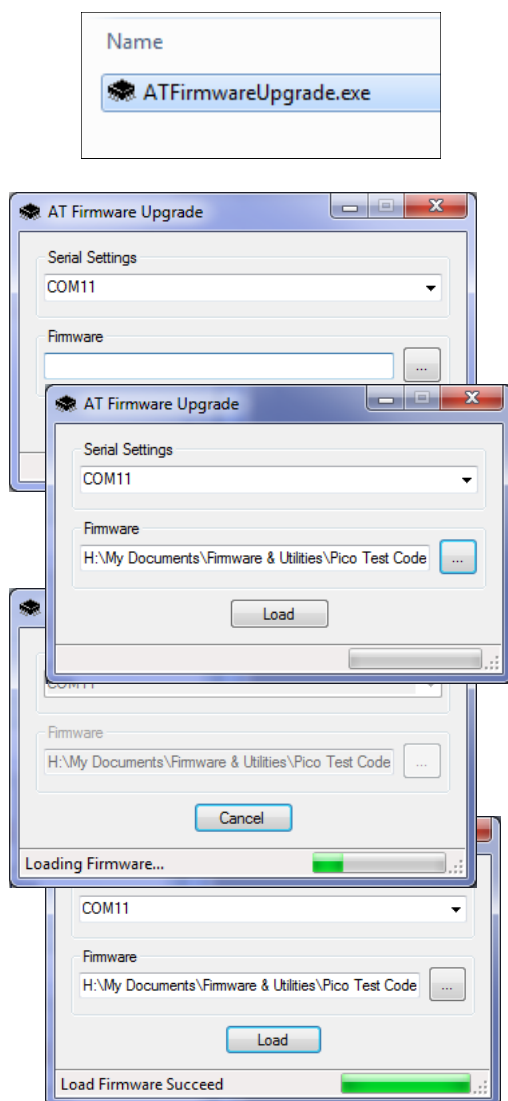 Name
ATFirmwareUpgrade.exe
AT Firmware Upgrade
Serial Settings
COM11
Firmware
...
AT Firmware Upgrade
Serial Settings
COM11
Firmware
H:\My Documents\Firmware & Utilities\Pico Test Code
...
Load
COM11
Firmware
H:\My Documents\Firmware & Utilities\Pico Test Code
...
Cancel
Loading Firmware...
COM11
Firmware
H:\My Documents\Firmware & Utilities\Pico Test Code
...
Load
Load Firmware Succeed